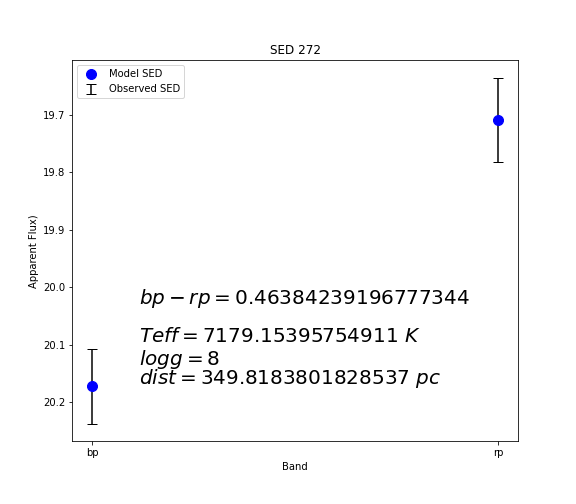 SED 272
Model SED
Observed SED
19.7
19.8
19.9
20.0
20.1
20.2
Apparent Flux)
bp − rp = 0.46384239196777344
Teff = 7179.15395754911 K
logg = 8
dist = 349.8183801828537 pc
bp
rp
Band